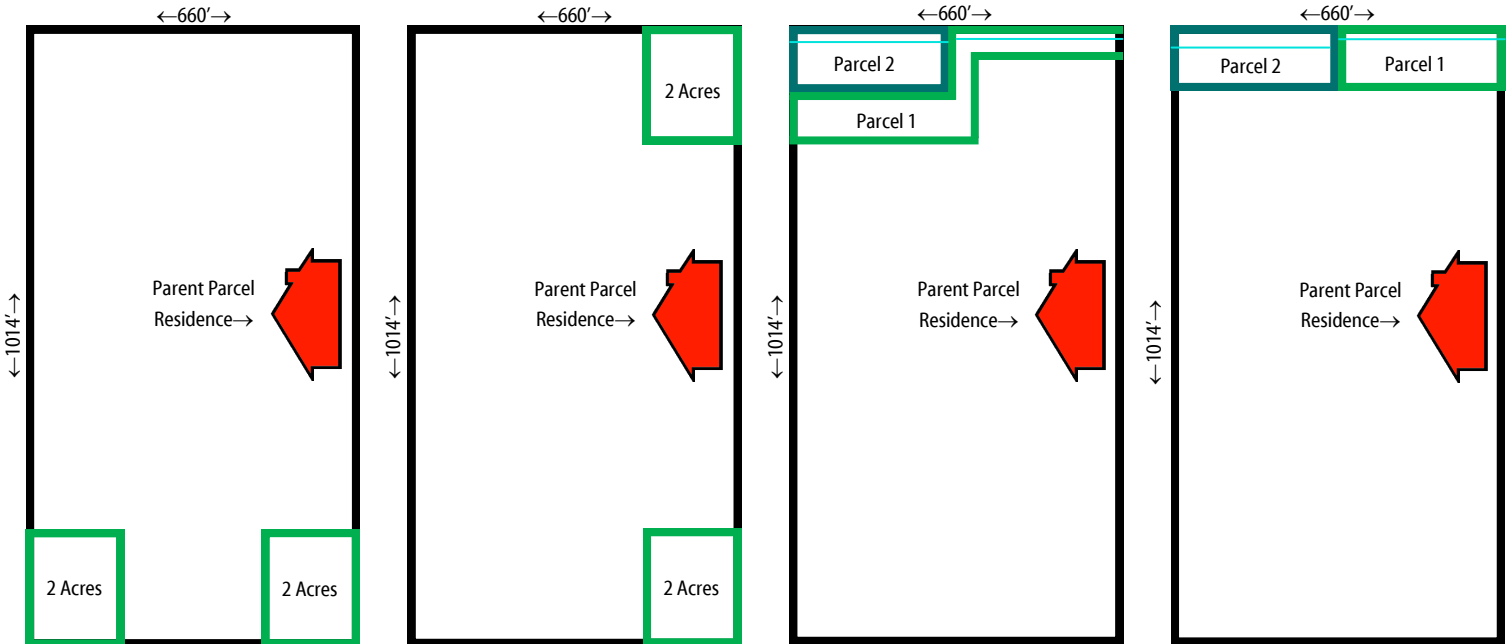 ←660′→
←1014′→
Parent Parcel
Residence→
2 Acres
2 Acres
←660′→
2 Acres
←1014′→
Parent Parcel
Residence→
2 Acres
←660′→
Parcel 2
Parcel 1
←1014′→
Parent Parcel
Residence→
←660′→
Parcel 2
Parcel 1
←1014′→
Parent Parcel
Residence→